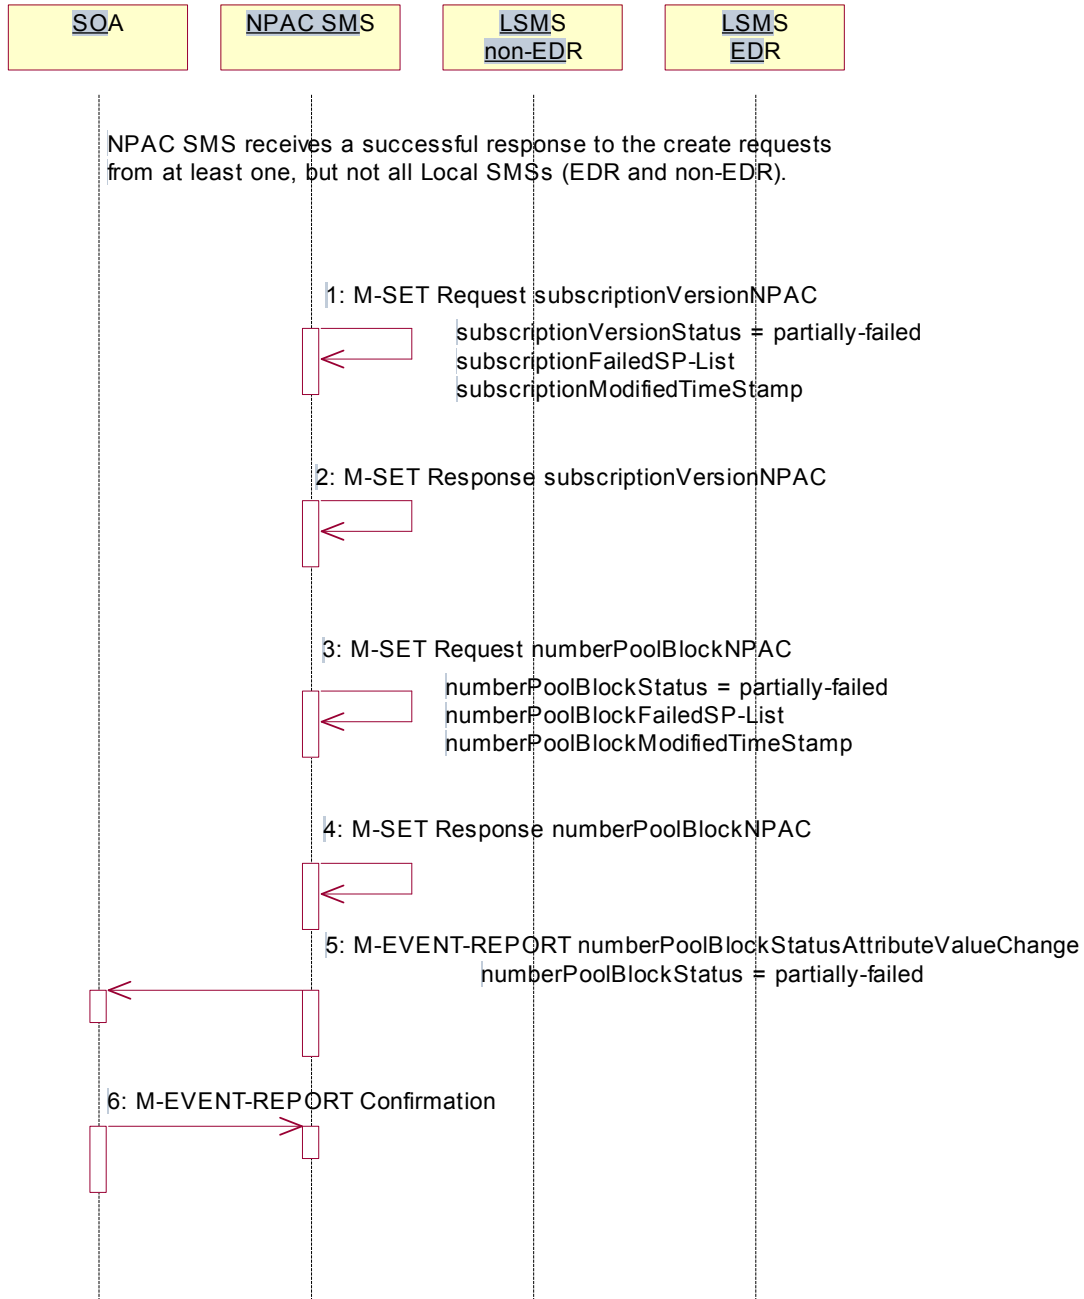 SOA
NPAC SMS
LSMS
non-EDR
LSMS
EDR
NPAC SMS receives a successful response to the create requests
from at least one, but not all Local SMSs (EDR and non-EDR).
1: M-SET Request subscriptionVersionNPAC
subscriptionVersionStatus = partially-failed
subscriptionFailedSP-List
subscriptionModifiedTimeStamp
2: M-SET Response subscriptionVersionNPAC
3: M-SET Request numberPoolBlockNPAC
numberPoolBlockStatus = partially-failed
numberPoolBlockFailedSP-List
numberPoolBlockModifiedTimeStamp
4: M-SET Response numberPoolBlockNPAC
5: M-EVENT-REPORT numberPoolBlockStatusAttributeValueChange
numberPoolBlockStatus = partially-failed
6: M-EVENT-REPORT Confirmation